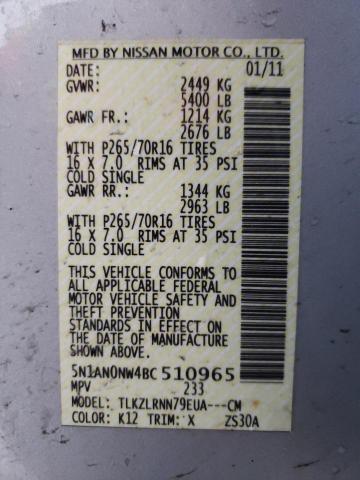 MFD BY NISSAN MOTOR CO., LTD.
DATE: 01/11
GVWR: 2449 KG
5400 LB
GAWR FR.: 1214 KG
2676 LB
WITH P265/70R16 TIRES
16 X 7.0 RIMS AT 35 PSI
COLD SINGLE
GAWR RR.: 1344 KG
2963 LB
WITH P265/70R16 TIRES
16 X 7.0 RIMS AT 35 PSI
COLD SINGLE
THIS VEHICLE CONFORMS TO
ALL APPLICABLE FEDERAL
MOTOR VEHICLE SAFETY AND
THEFT PREVENTION
STANDARDS IN EFFECT ON
THE DATE OF MANUFACTURE
SHOWN ABOVE.
5N1AN0NW4BC 510965
MPV 233
MODEL: TLKZLRNN79EUA---CM
COLOR: K12 TRIM: X ZS30A